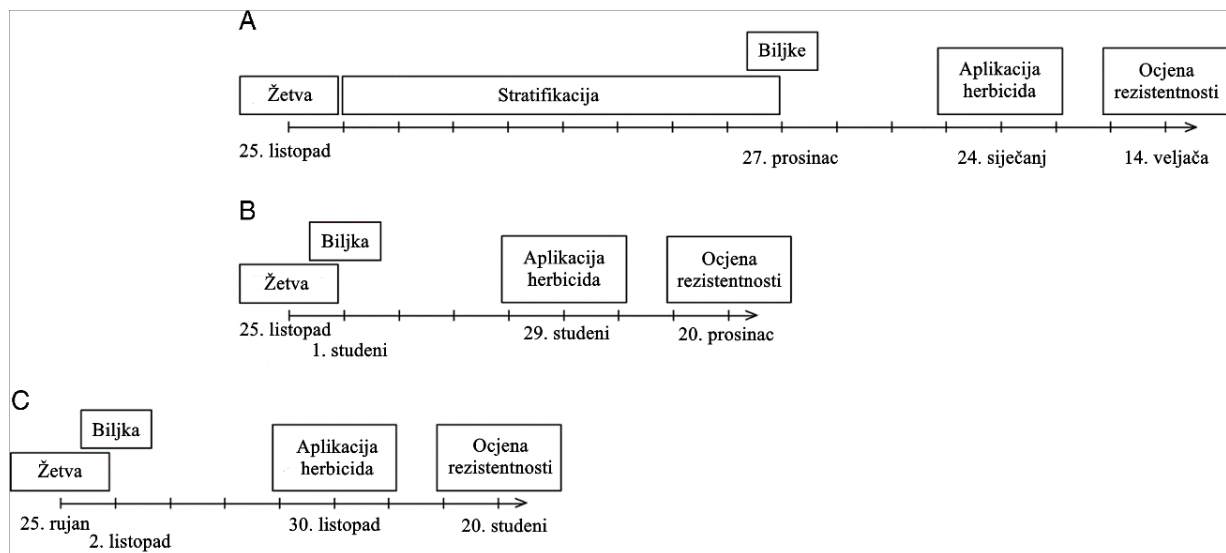 A
Biljke
Žetva
Stratifikacija
Aplikacija
herbicida
Ocjena
rezistentnosti
25. listopad
27. prosinac
24. siječanj
14. veljača
B
Biljka
Žetva
Aplikacija
herbicida
Ocjena
rezistentnosti
25. listopad
1. studeni
29. studeni
20. prosinac
C
Biljka
Žetva
Aplikacija
herbicida
Ocjena
rezistentnosti
25. rujan
2. listopad
30. listopad
20. studeni